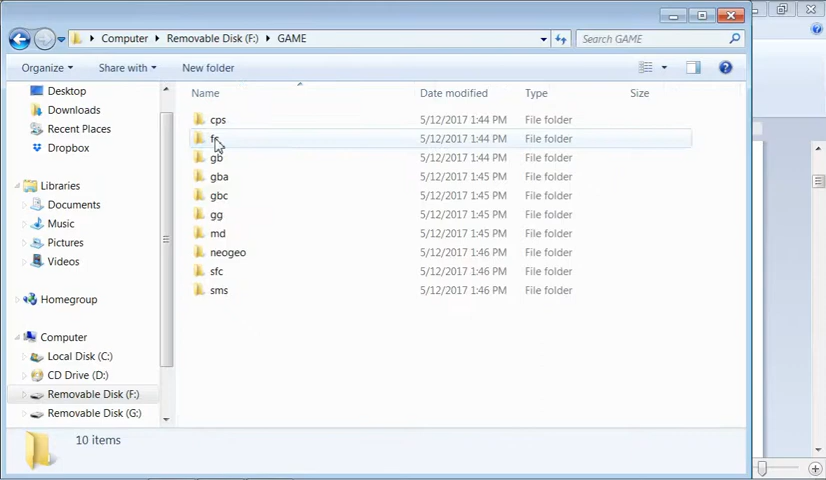 Computer ▸ Removable Disk (F:) ▸ GAME
Search GAME
Organize
Share with
New folder
Name
Date modified
Type
Size
Desktop
Downloads
Recent Places
Dropbox
Libraries
Documents
Music
Pictures
Videos
Homegroup
Computer
Local Disk (C:)
CD Drive (D:)
Removable Disk (F:)
Removable Disk (G:)
cps 5/12/2017 1:44 PM File folder
5/12/2017 1:44 PM File folder
gb 5/12/2017 1:44 PM File folder
gba 5/12/2017 1:45 PM File folder
gbc 5/12/2017 1:45 PM File folder
gg 5/12/2017 1:45 PM File folder
md 5/12/2017 1:45 PM File folder
neogeo 5/12/2017 1:46 PM File folder
sfc 5/12/2017 1:46 PM File folder
sms 5/12/2017 1:46 PM File folder
10 items